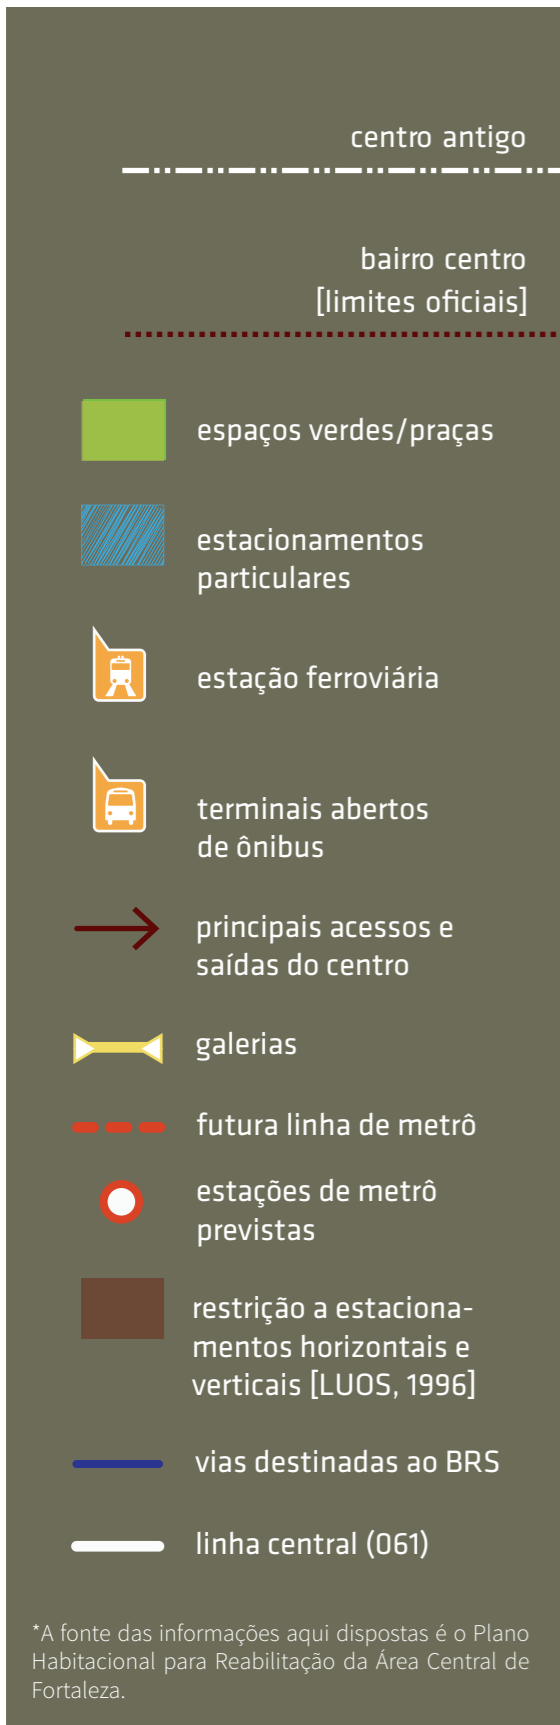 centro antigo
bairro centro
[limites oficiais]
espaços verdes/praças
estacionamentos
particulares
estação ferroviária
terminais abertos
de ônibus
principais acessos e
saídas do centro
galerias
futura linha de metrô
estações de metrô
previstas
restrição a estaciona-
mentos horizontais e
verticais [LUOS, 1996]
vias destinadas ao BRS
linha central (061)
*A fonte das informações aqui dispostas é o Plano
Habitacional para Reabilitação da Área Central de
Fortaleza.